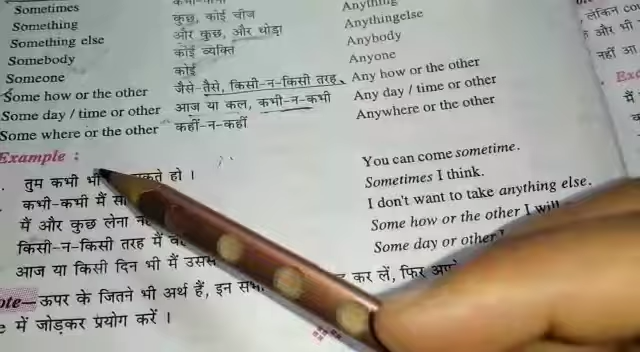 Sometimes
Something कुछ, कोई चीज Anything
Something else और कुछ, और थोड़ा Anythingelse
Somebody कोई व्यक्ति Anybody
Someone कोई Anyone
Some how or the other जैसे तैसे, किसी-न-किसी तरह, Any how or the other
Some day / time or other आज या कल, कभी-न-कभी Any day / time or other
Some where or the other कहीं-न-कहीं Anywhere or the other
Example :
तुम कभी भी हो । You can come sometime.
कभी-कभी मैं Sometimes I think.
मैं और कुछ लेना I don't want to take anything else.
किसी-न-किसी तरह मैं Some how or the other I will
आज या किसी दिन भी मैं Some day or other
ऊपर के जितने भी अर्थ हैं, इन कर लें, फिर
में जोड़कर प्रयोग करें ।
लेकिन
और भी
नहीं आ
मैं